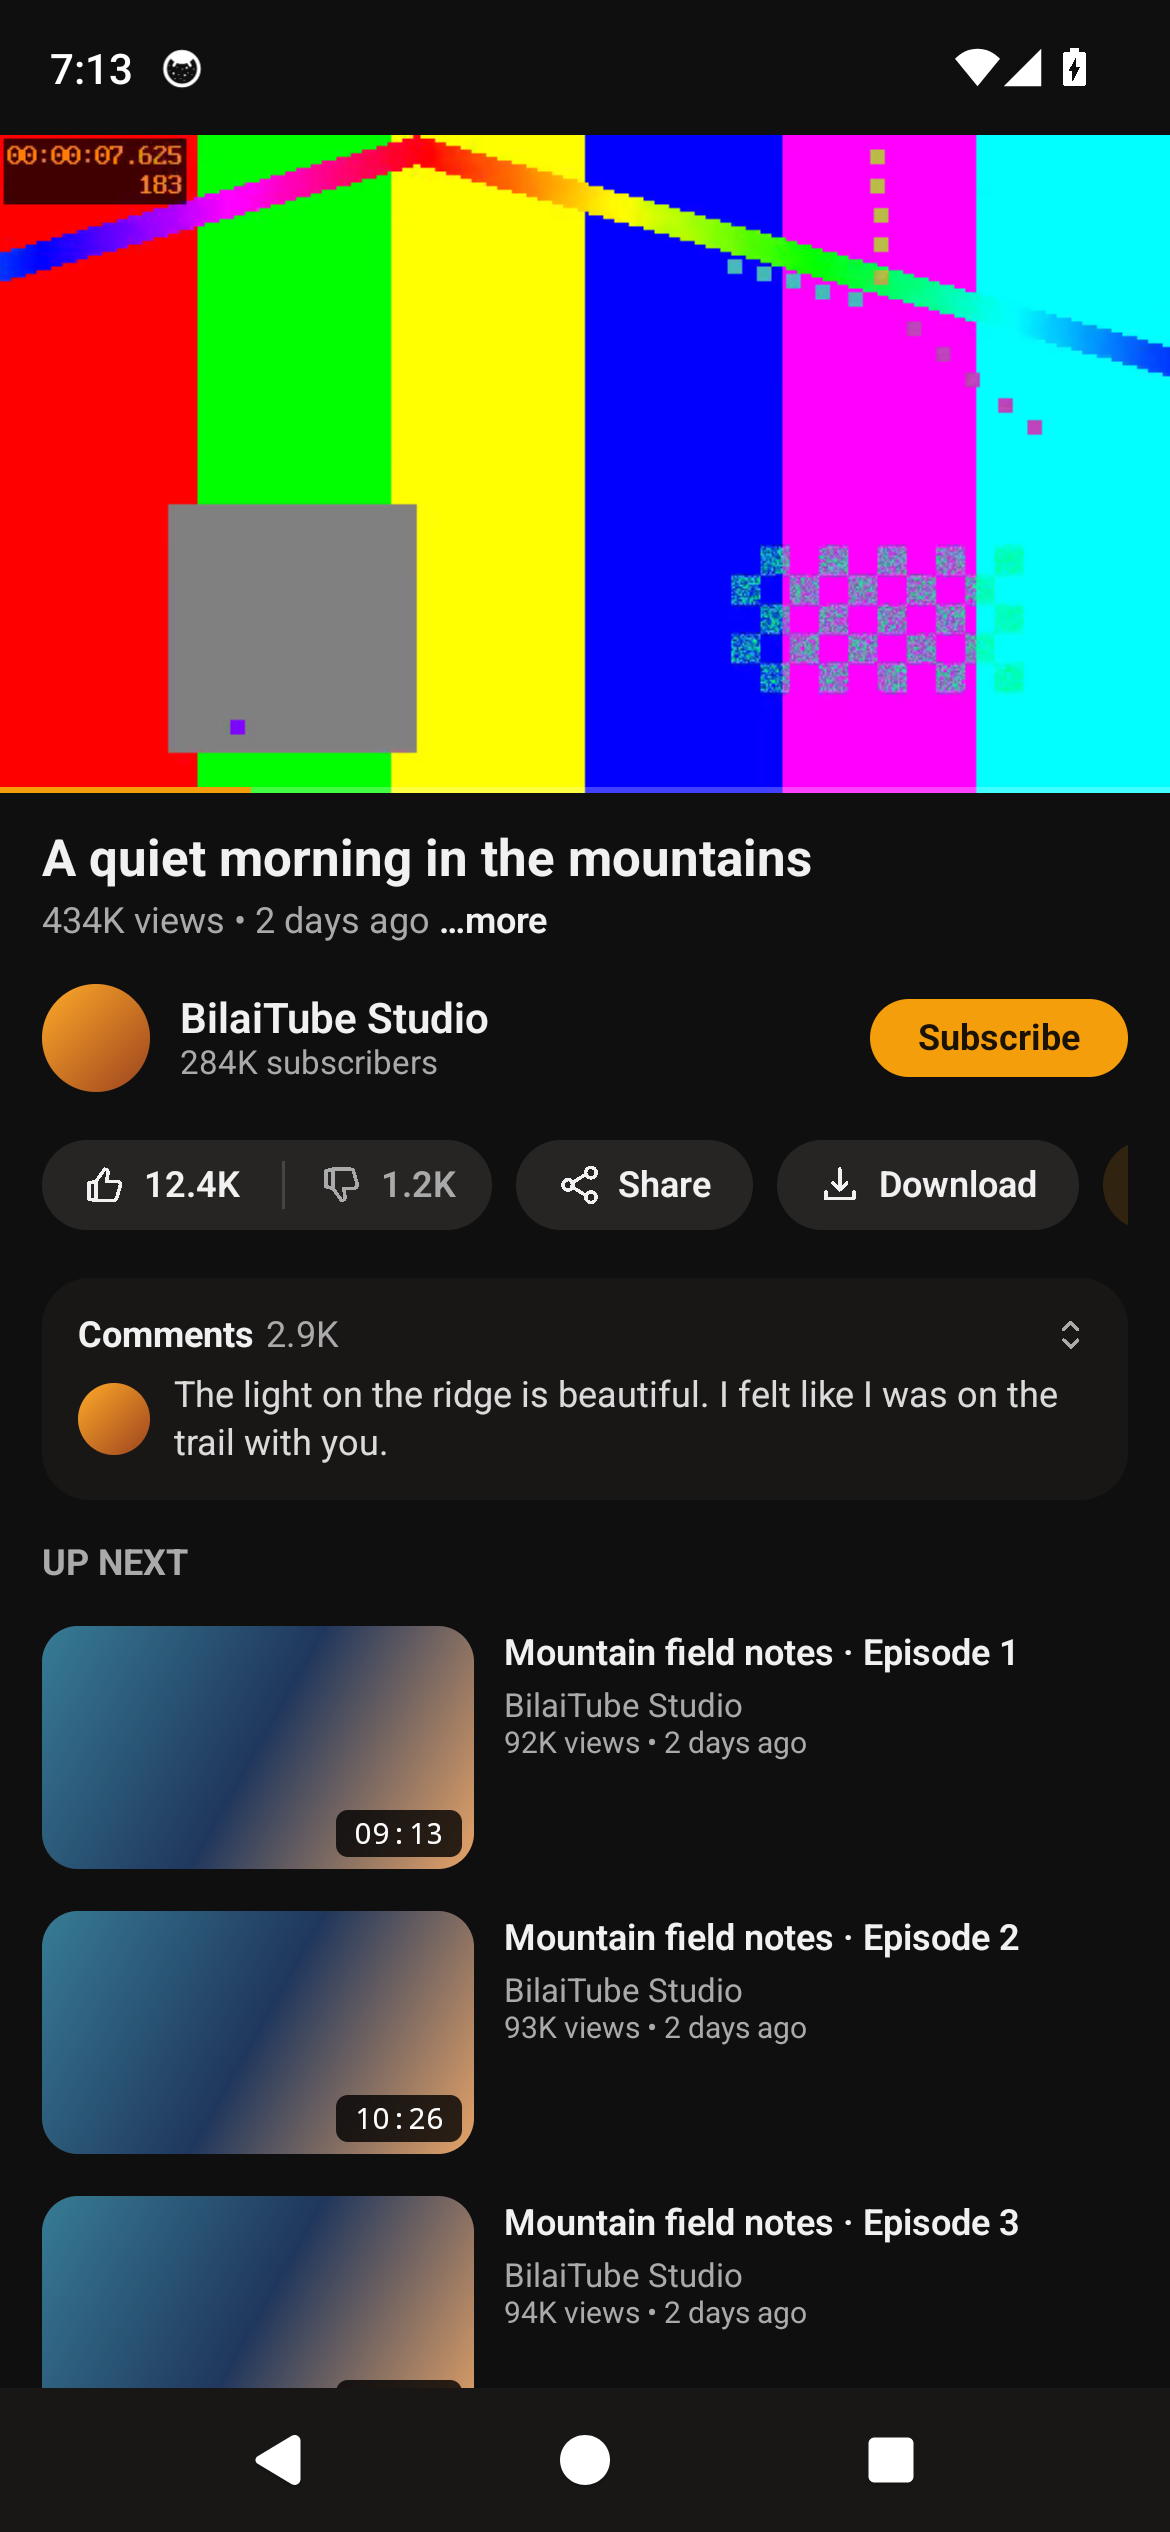 7:13
00:00:07.625
183
A quiet morning in the mountains
434K views • 2 days ago ...more
BilaiTube Studio
284K subscribers
Subscribe
12.4K
1.2K
Share
Download
Comments 2.9K
The light on the ridge is beautiful. I felt like I was on the
trail with you.
UP NEXT
Mountain field notes · Episode 1
BilaiTube Studio
92K views • 2 days ago
09:13
Mountain field notes · Episode 2
BilaiTube Studio
93K views • 2 days ago
10:26
Mountain field notes · Episode 3
BilaiTube Studio
94K views • 2 days ago